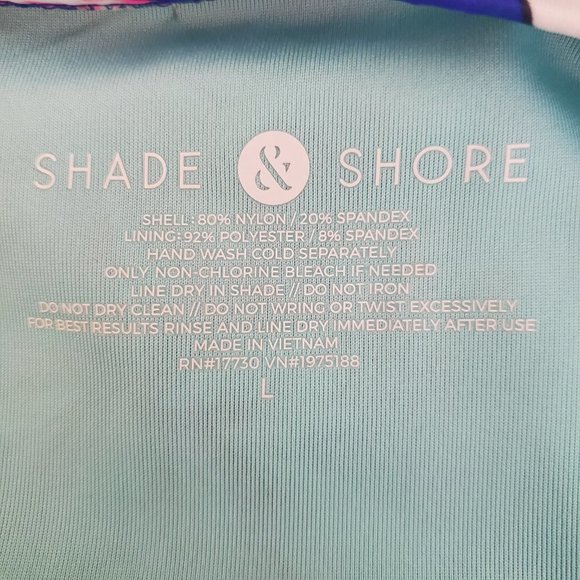 SHADE & SHORE
SHELL: 80% NYLON / 20% SPANDEX
LINING: 92% POLYESTER / 8% SPANDEX
HAND WASH COLD SEPARATELY
ONLY NON-CHLORINE BLEACH IF NEEDED
LINE DRY IN SHADE // DO NOT IRON
DO NOT DRY CLEAN // DO NOT WRING OR TWIST EXCESSIVELY
FOR BEST RESULTS RINSE AND LINE DRY IMMEDIATELY AFTER USE
MADE IN VIETNAM
RN#17730 VN#1975188
L